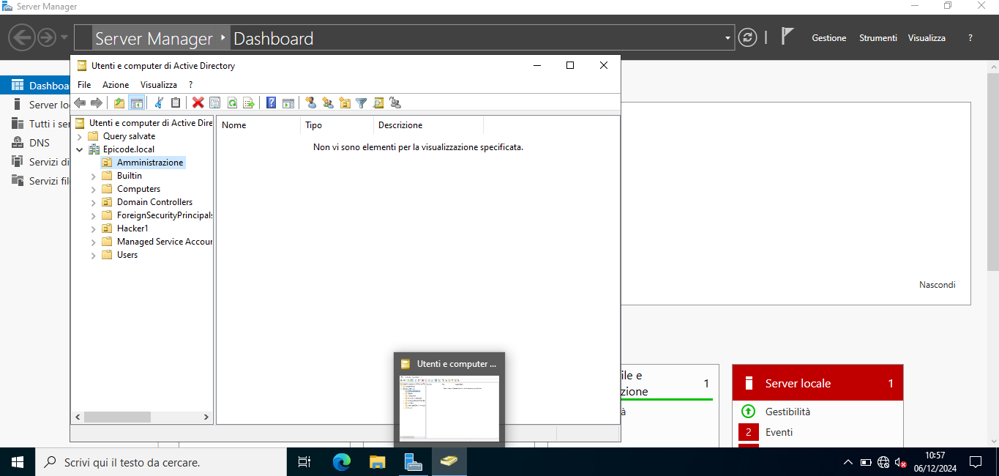 Server Manager
Server Manager Dashboard
Gestione Strumenti Visualizza ?
Utenti e computer di Active Directory
File Azione Visualizza ?
Dashboa
Server lo
Tutti i ser
DNS
Servizi di
Servizi fil
Utenti e computer di Active Dire
Query salvate
Epicode.local
Amministrazione
Builtin
Computers
Domain Controllers
ForeignSecurityPrincipals
Hacker1
Managed Service Accour
Users
Nome Tipo Descrizione
Non vi sono elementi per la visualizzazione specificata.
Nascondi
Utenti e computer ...
ile e
zione
1
à
Server locale 1
Gestibilità
2 Eventi
Scrivi qui il testo da cercare.
10:57
06/12/2024